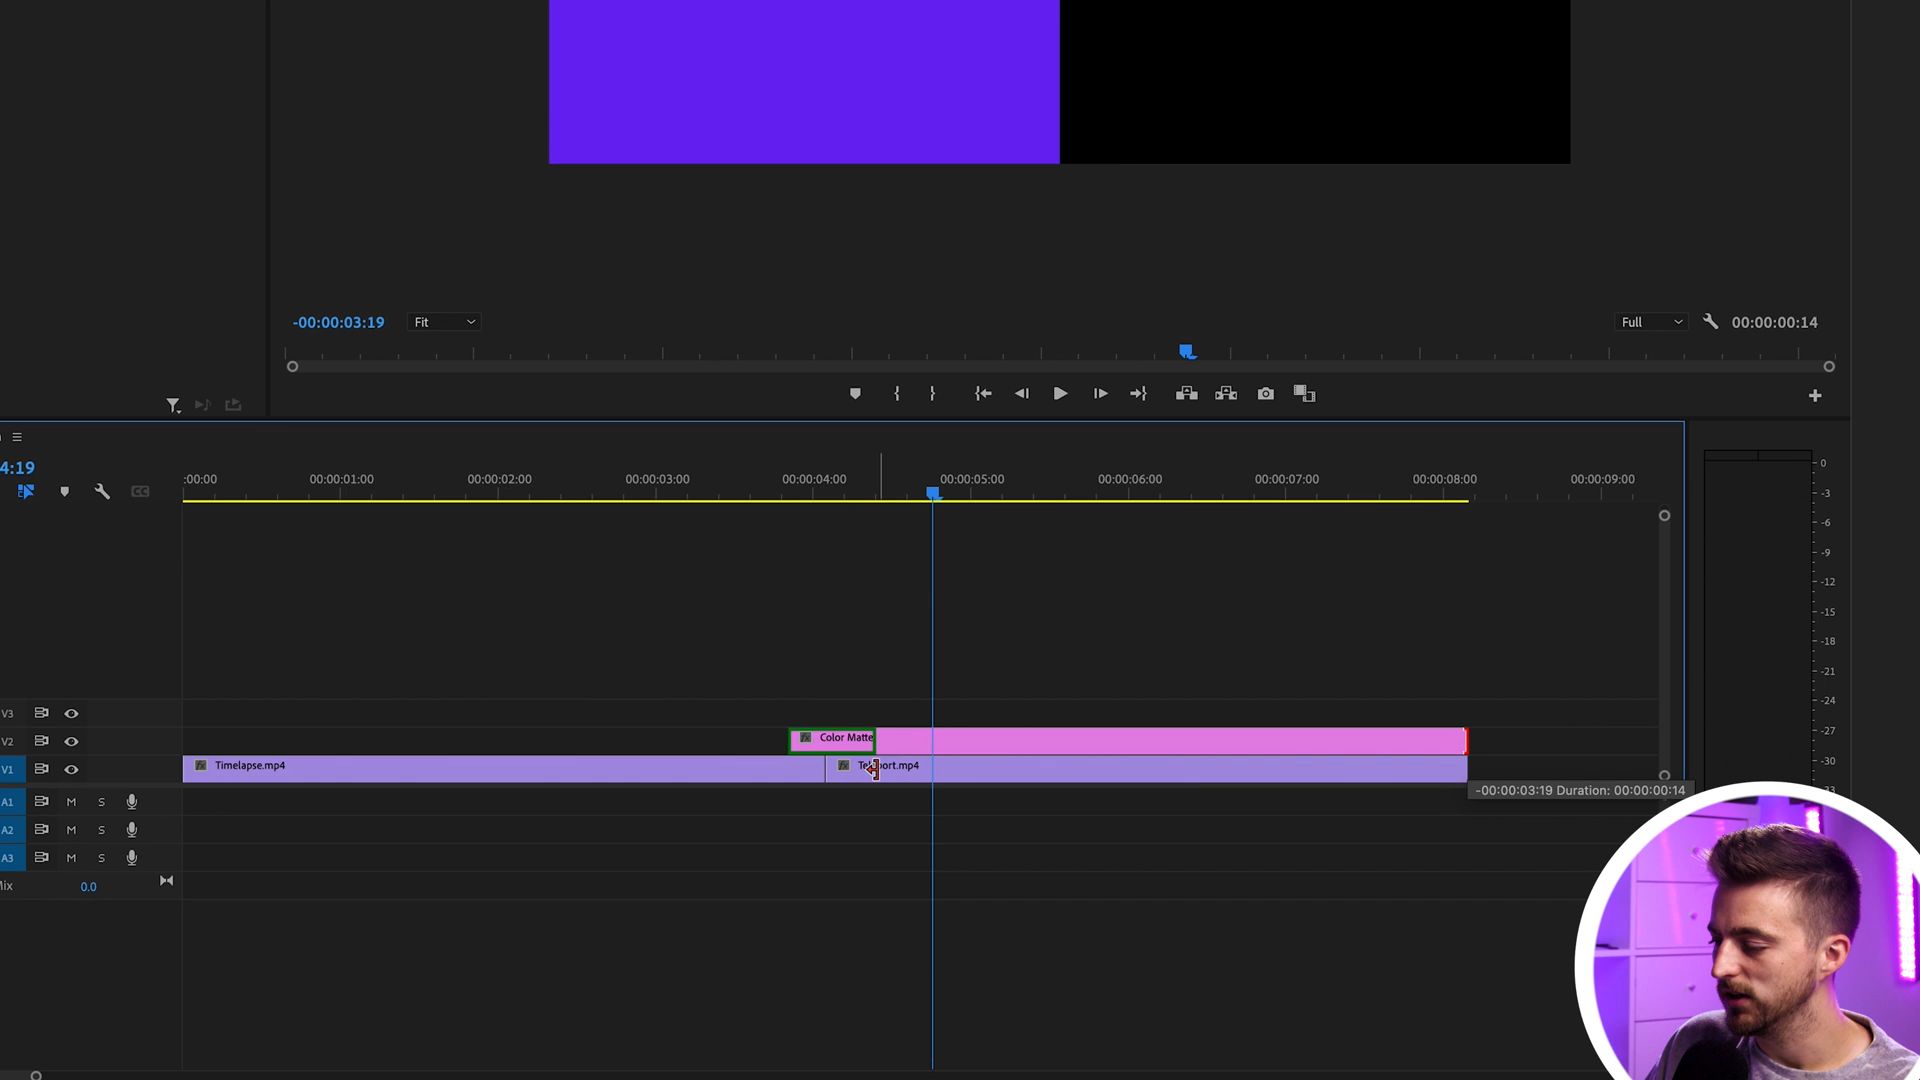 -00:00:03:19
Fit
Full
00:00:00:14
4:19
:00:00
00:00:01:00
00:00:02:00
00:00:03:00
00:00:04:00
00:00:05:00
00:00:06:00
00:00:07:00
00:00:08:00
00:00:09:00
0
-3
-6
-9
-12
-15
-18
-21
-24
-27
-30
V3
V2
Color Matte
V1
Timelapse.mp4
-00:00:03:19 Duration: 00:00:00:14
A1
M
S
A2
M
S
A3
M
S
Mix
0.0